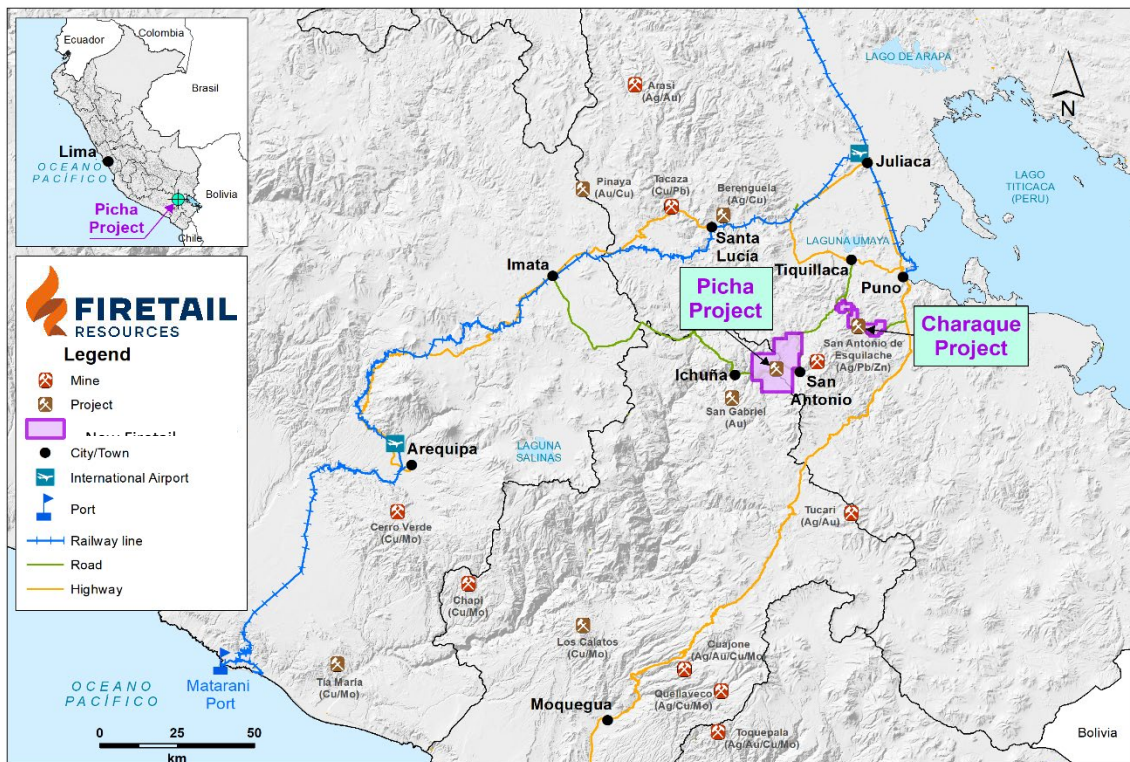 Ecuador
Colombia
Brasil
Lima
OCEANO
PACÍFICO
Bolivia
Picha
Project
Chile
FIRETAIL
RESOURCES
Legend
Mine
Project
City/Town
International Airport
Port
Railway line
Road
Highway
Arasi
(Ag/Au)
LAGO DE ARAPA
N
Juliaca
Pinaya
(Au/Cu)
Tacaza
(Cu/Pb)
Berenguela
(Ag/Cu)
LAGO
TITICACA
(PERU)
Santa
Lucía
LAGUNA UMAYA
Imata
Tiquillaca
Puno
Picha
Project
Charaque
Project
San Antonio de
Esquilache
(Ag/Pb/Zn)
Ichuña
San
Antonio
San Gabriel
(Au)
Arequipa
LAGUNA
SALINAS
Cerro Verde
(Cu/Mo)
Tucari
(Ag/Au)
Chapi
(Cu/Mo)
Los Calatos
(Cu/Mo)
Cuajone
(Ag/Au/Cu/Mo)
Tia Maria
(Cu/Mo)
Quellaveco
(Ag/Cu/Mo)
OCEANO
PACÍFICO
Matarani
Port
Moquegua
Toquepala
(Ag/Au/Cu/Mo)
Bolivia
0 25 50
km